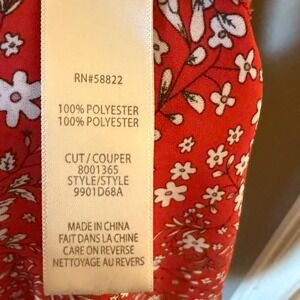 RN#58822
100% POLYESTER
100% POLYESTER
CUT / COUPER
8001365
STYLE/STYLE
9901D68A
MADE IN CHINA
FAIT DANS LA CHINE
CARE ON REVERSE
NETTOYAGE AU REVERS